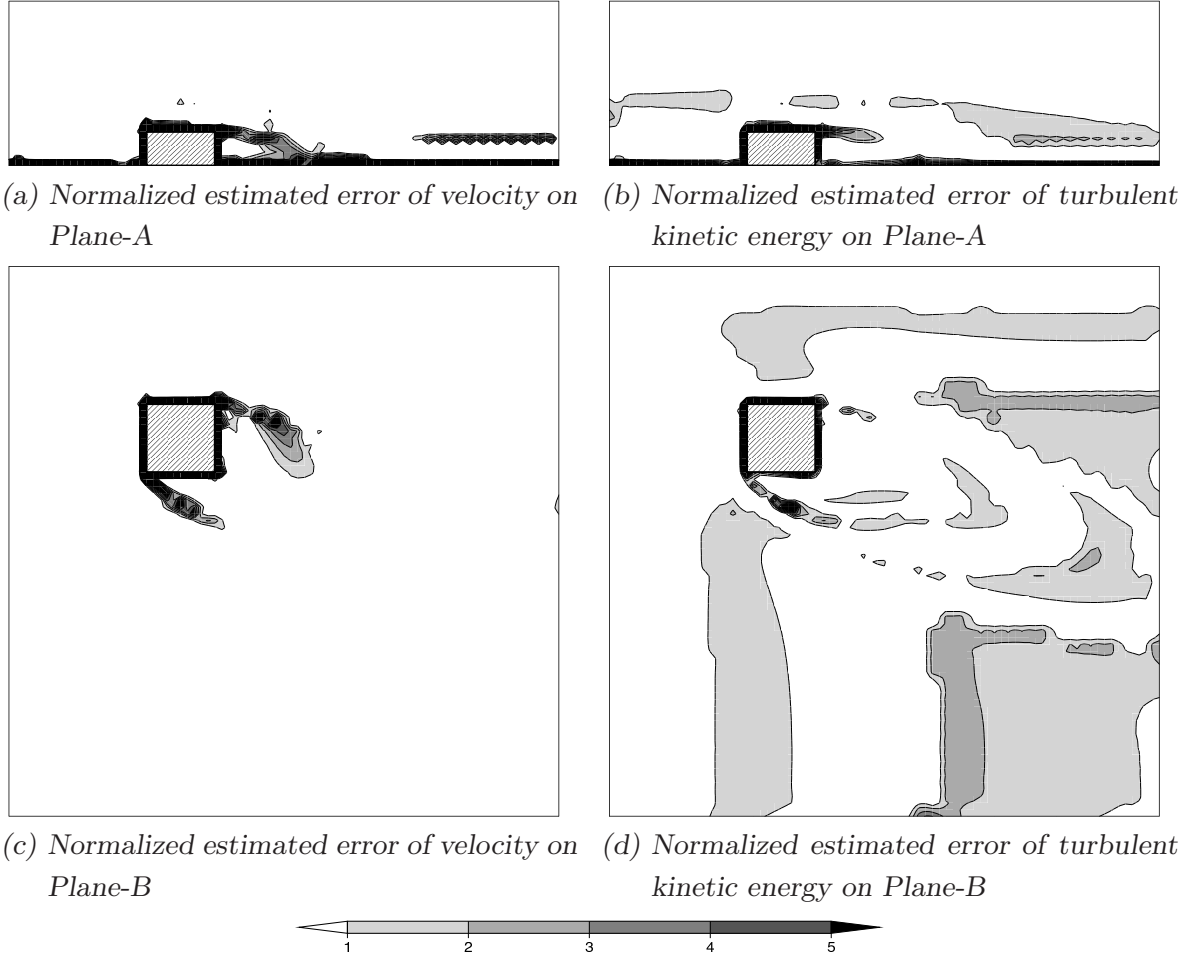 (a) Normalized estimated error of velocity on
Plane-A
(b) Normalized estimated error of turbulent
kinetic energy on Plane-A
(c) Normalized estimated error of velocity on
Plane-B
(d) Normalized estimated error of turbulent
kinetic energy on Plane-B
1 2 3 4 5